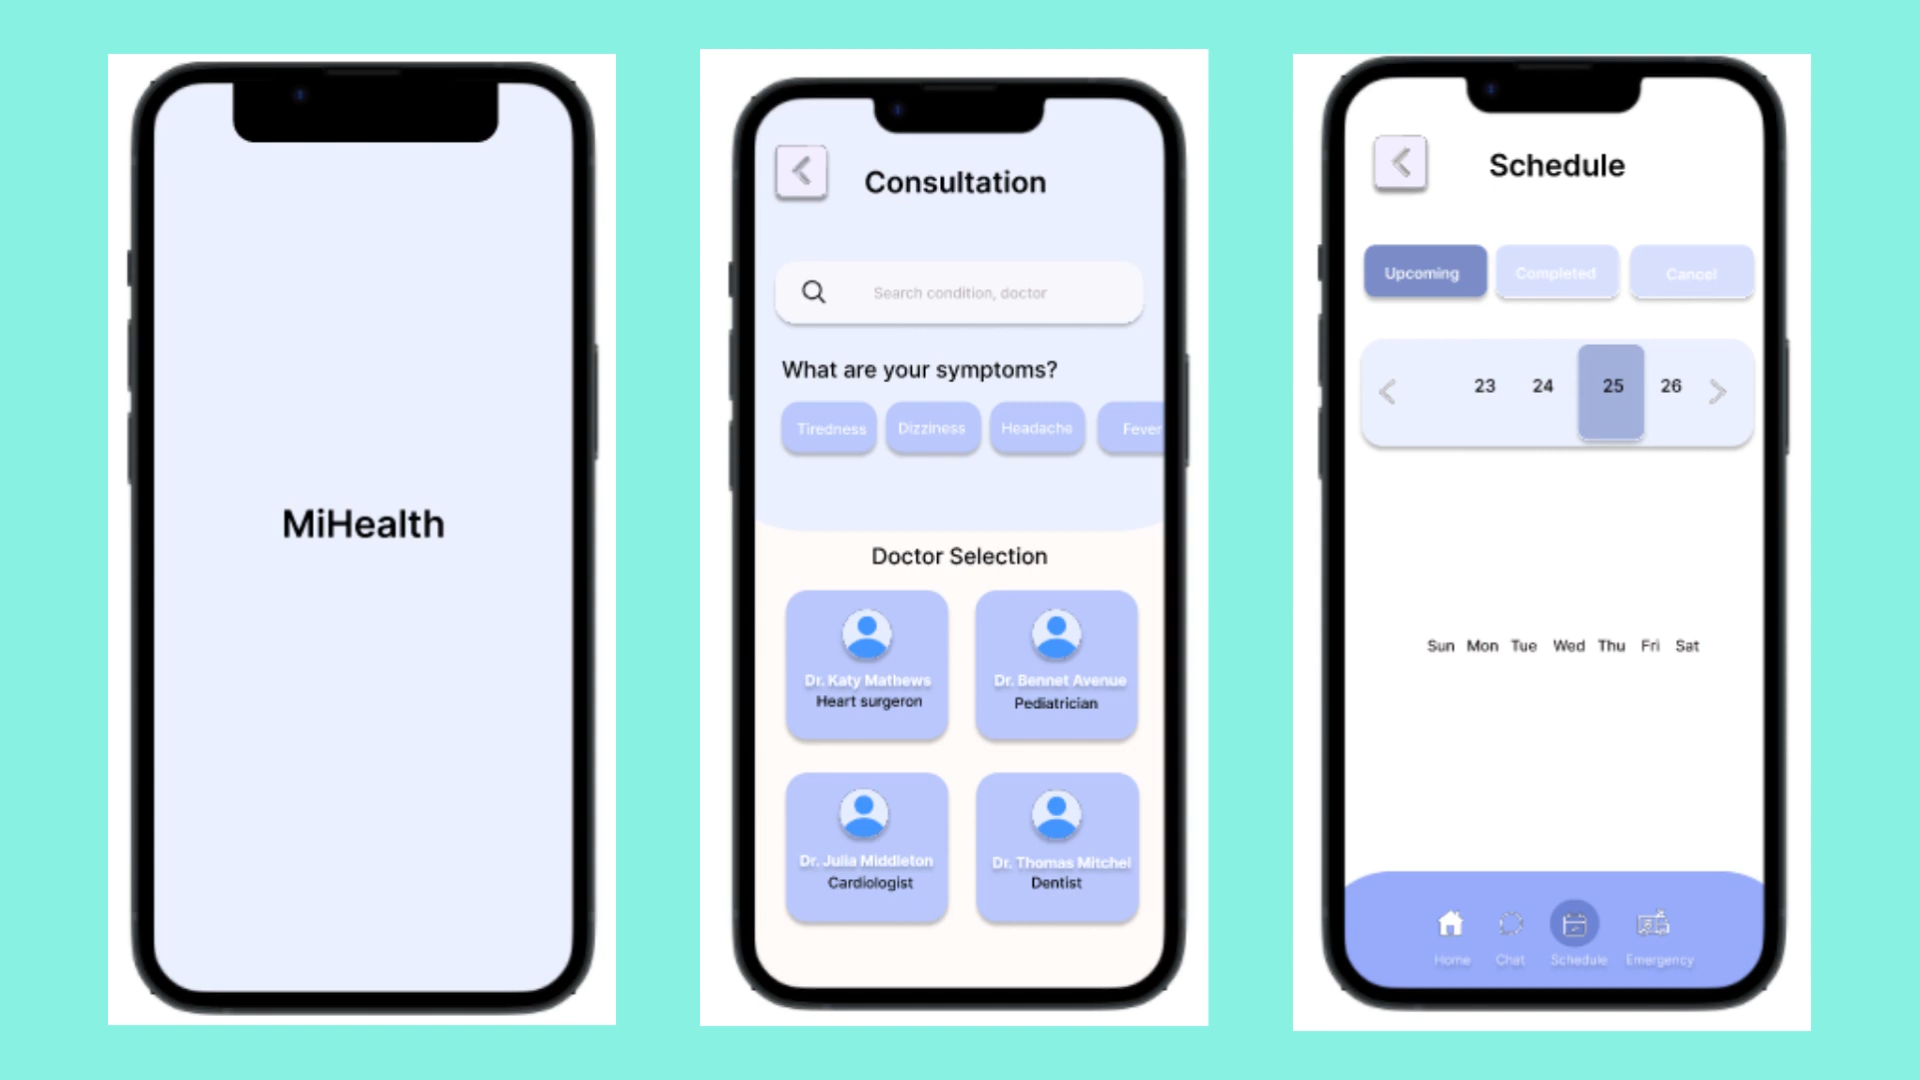 MiHealth
Consultation
Search condition, doctor
What are your symptoms?
Tiredness Dizziness Headache Fever
Doctor Selection
Dr. Katy Mathews
Heart surgeron
Dr. Bennet Avenue
Pediatrician
Dr. Julia Middleton
Cardiologist
Dr. Thomas Mitchel
Dentist
Schedule
Upcoming Completed Cancel
23 24 25 26
Sun Mon Tue Wed Thu Fri Sat
Home Chat Schedule Emergency